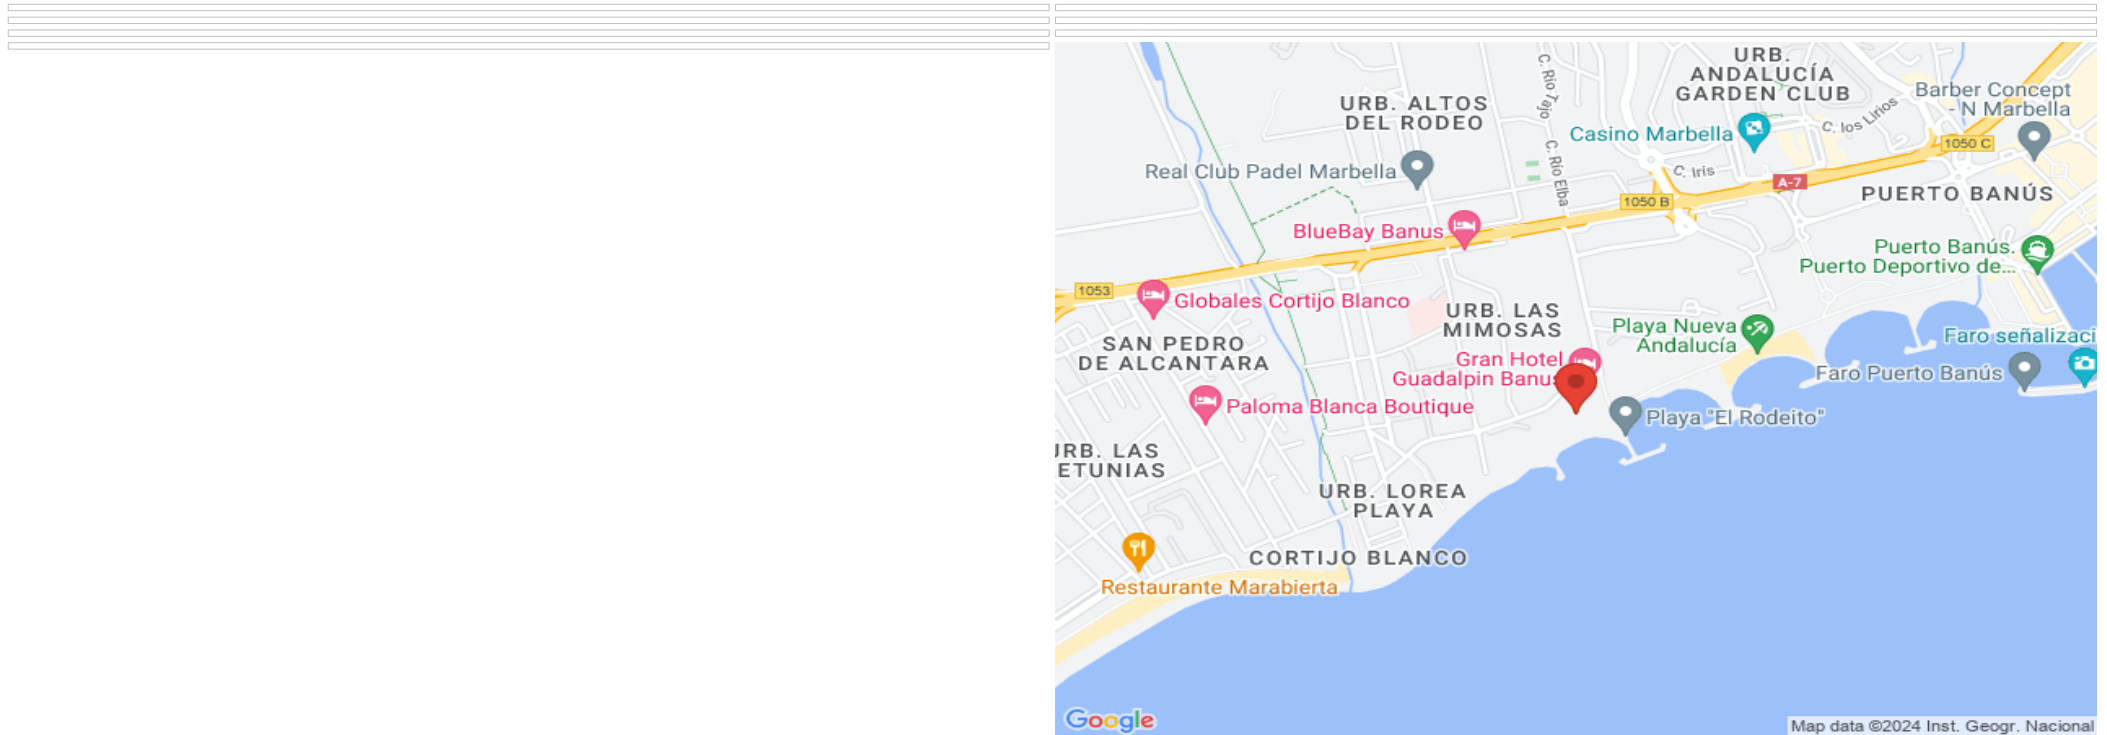 URB.
ANDALUCÍA
GARDEN CLUB
Barber Concept
- N Marbella
C. Río Tajo
URB. ALTOS
DEL RODEO
Casino Marbella
C. los Lirios
1050 C
C. Río Elba
Real Club Padel Marbella
C. Iris
A-7
PUERTO BANÚS
1050 B
BlueBay Banus
Puerto Banús.
Puerto Deportivo de...
1053
Globales Cortijo Blanco
URB. LAS
MIMOSAS
Playa Nueva
Andalucía
Faro señalizaci
SAN PEDRO
DE ALCANTARA
Gran Hotel
Guadalpin Banus
Faro Puerto Banús
Paloma Blanca Boutique
Playa "El Rodeito"
URB. LAS
ETUNIAS
URB. LOREA
PLAYA
CORTIJO BLANCO
Restaurante Marabierta
Google
Map data ©2024 Inst. Geogr. Nacional